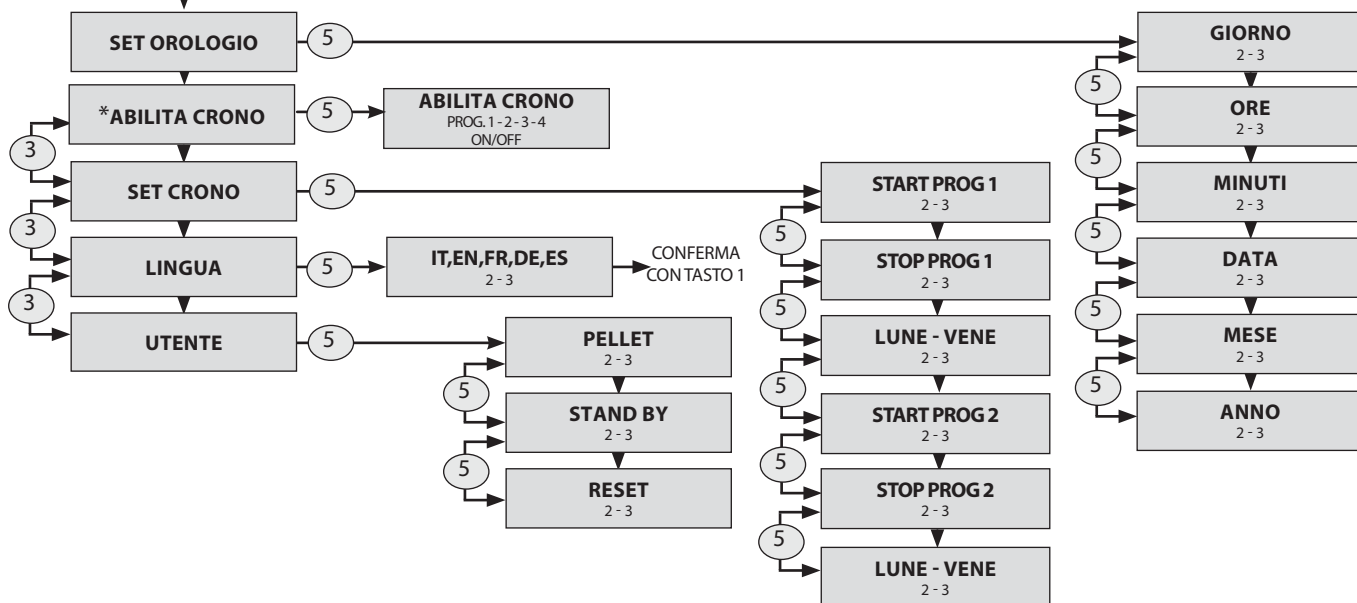 SET OROLOGIO
5
GIORNO
2 - 3
5
*ABILITA CRONO
5
ABILITA CRONO
PROG. 1 - 2 - 3 - 4
ON/OFF
ORE
2 - 3
3
5
SET CRONO
5
START PROG 1
2 - 3
MINUTI
2 - 3
3
5
5
LINGUA
5
IT,EN,FR,DE,ES
2 - 3
CONFERMA
CON TASTO 1
STOP PROG 1
2 - 3
DATA
2 - 3
3
5
5
UTENTE
5
PELLET
2 - 3
LUNE - VENE
2 - 3
MESE
2 - 3
5
5
5
STAND BY
2 - 3
START PROG 2
2 - 3
ANNO
2 - 3
5
5
RESET
2 - 3
STOP PROG 2
2 - 3
5
LUNE - VENE
2 - 3